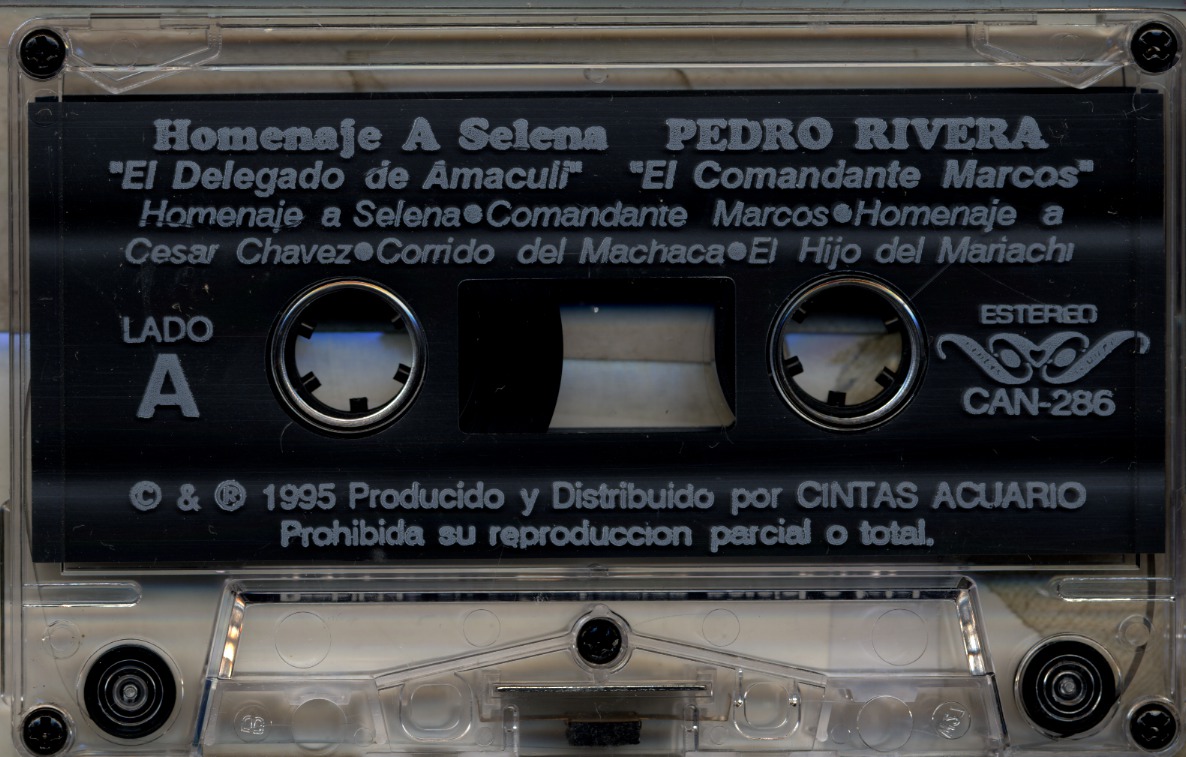 Homenaje A Selena PEDRO RIVERA
"El Delegado de Amaculi" "El Comandante Marcos"
Homenaje a Selena●Comandante Marcos●Homenaje a
Cesar Chavez●Corrido del Machaca●El Hijo del Mariachi
LADO
A
ESTEREO
CAN-286
© & ® 1995 Producido y Distribuido por CINTAS ACUARIO
Prohibida su reproduccion parcial o total.